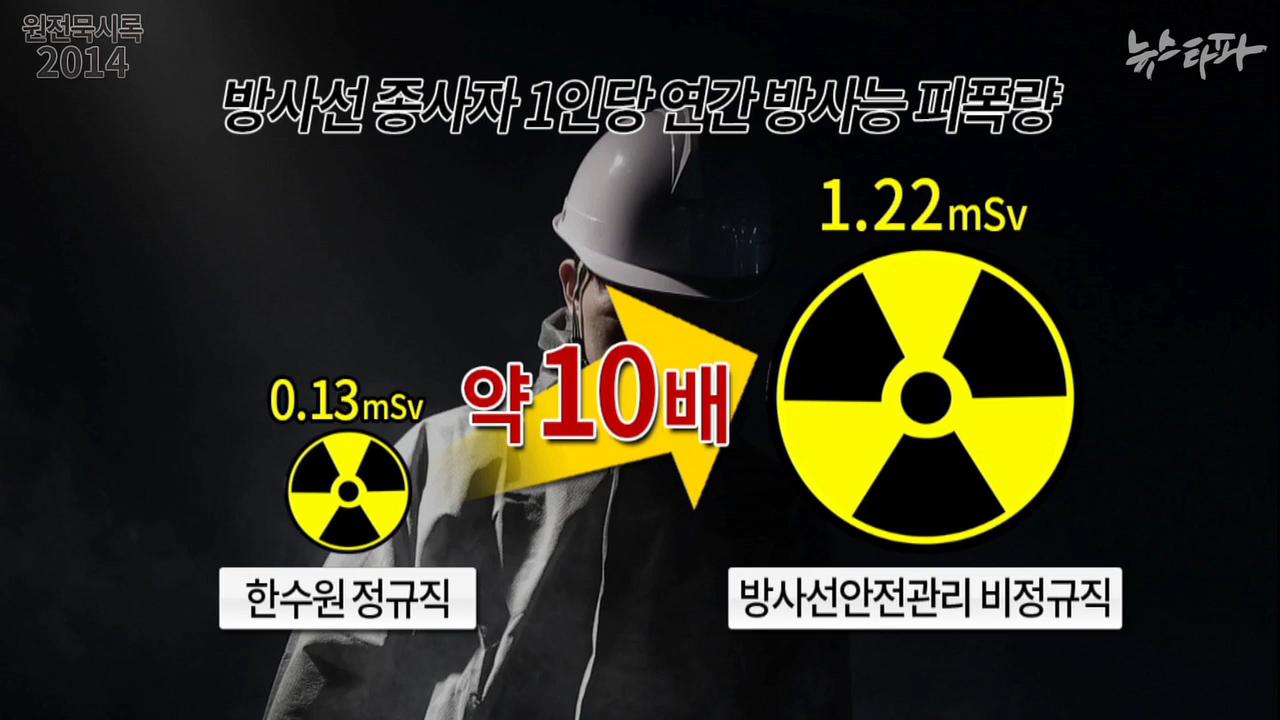 원전묵시록
2014
뉴스타파
방사선 종사자 1인당 연간 방사능 피폭량
1.22mSv
0.13mSv
약 10배
한수원 정규직
방사선안전관리 비정규직